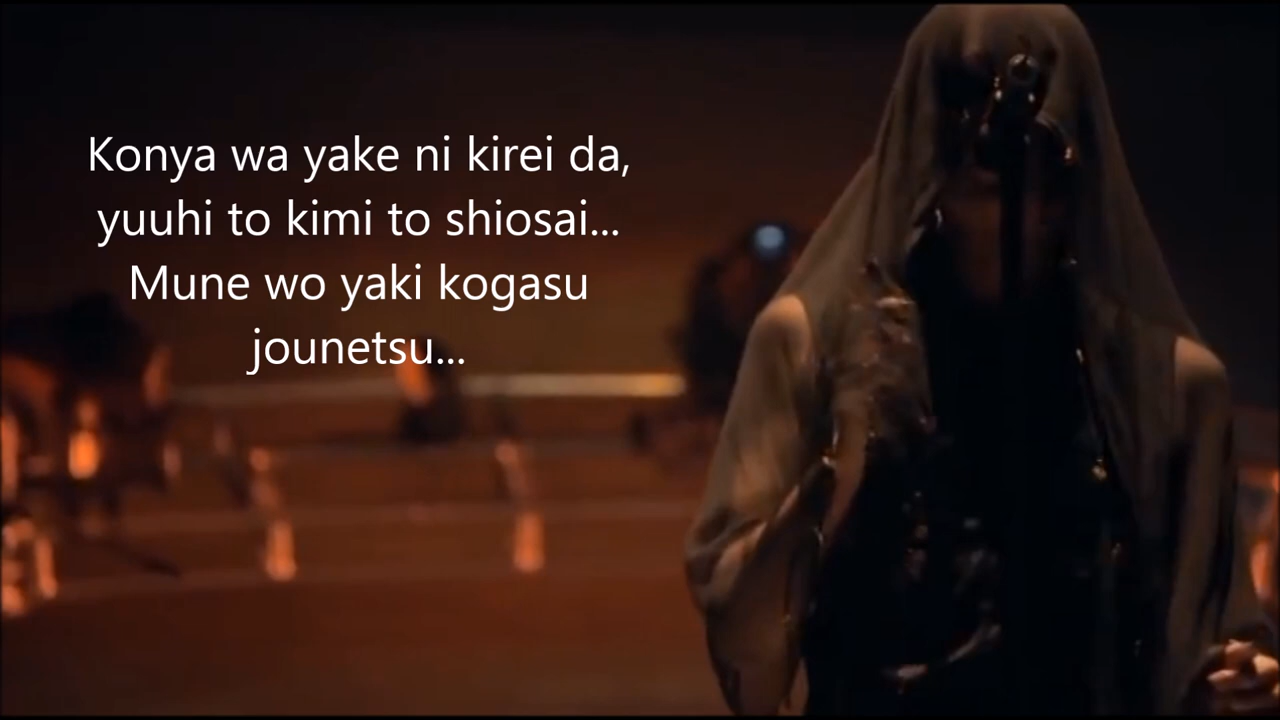 Konya wa yake ni kirei da,
yuuhi to kimi to shiosai...
Mune wo yaki kogasu
jounetsu...